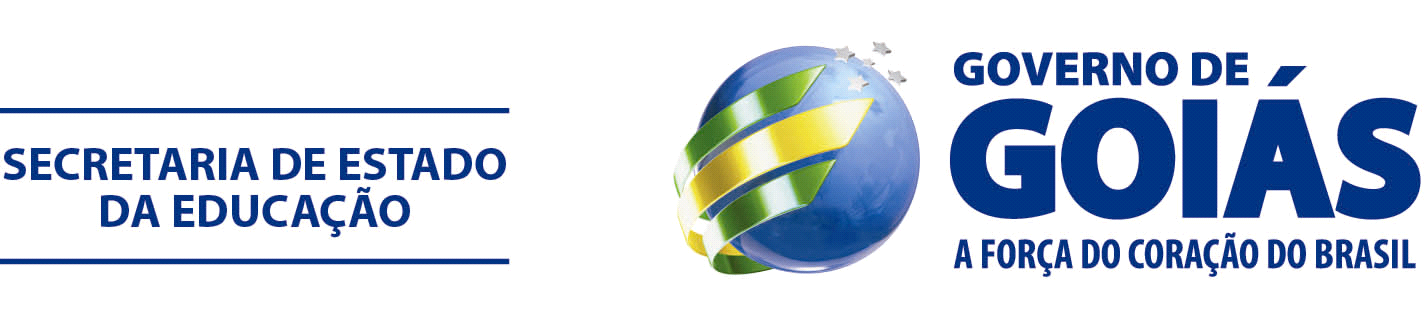 SECRETARIA DE ESTADO
DA EDUCAÇÃO
GOVERNO DE
GOIÁS
A FORÇA DO CORAÇÃO DO BRASIL